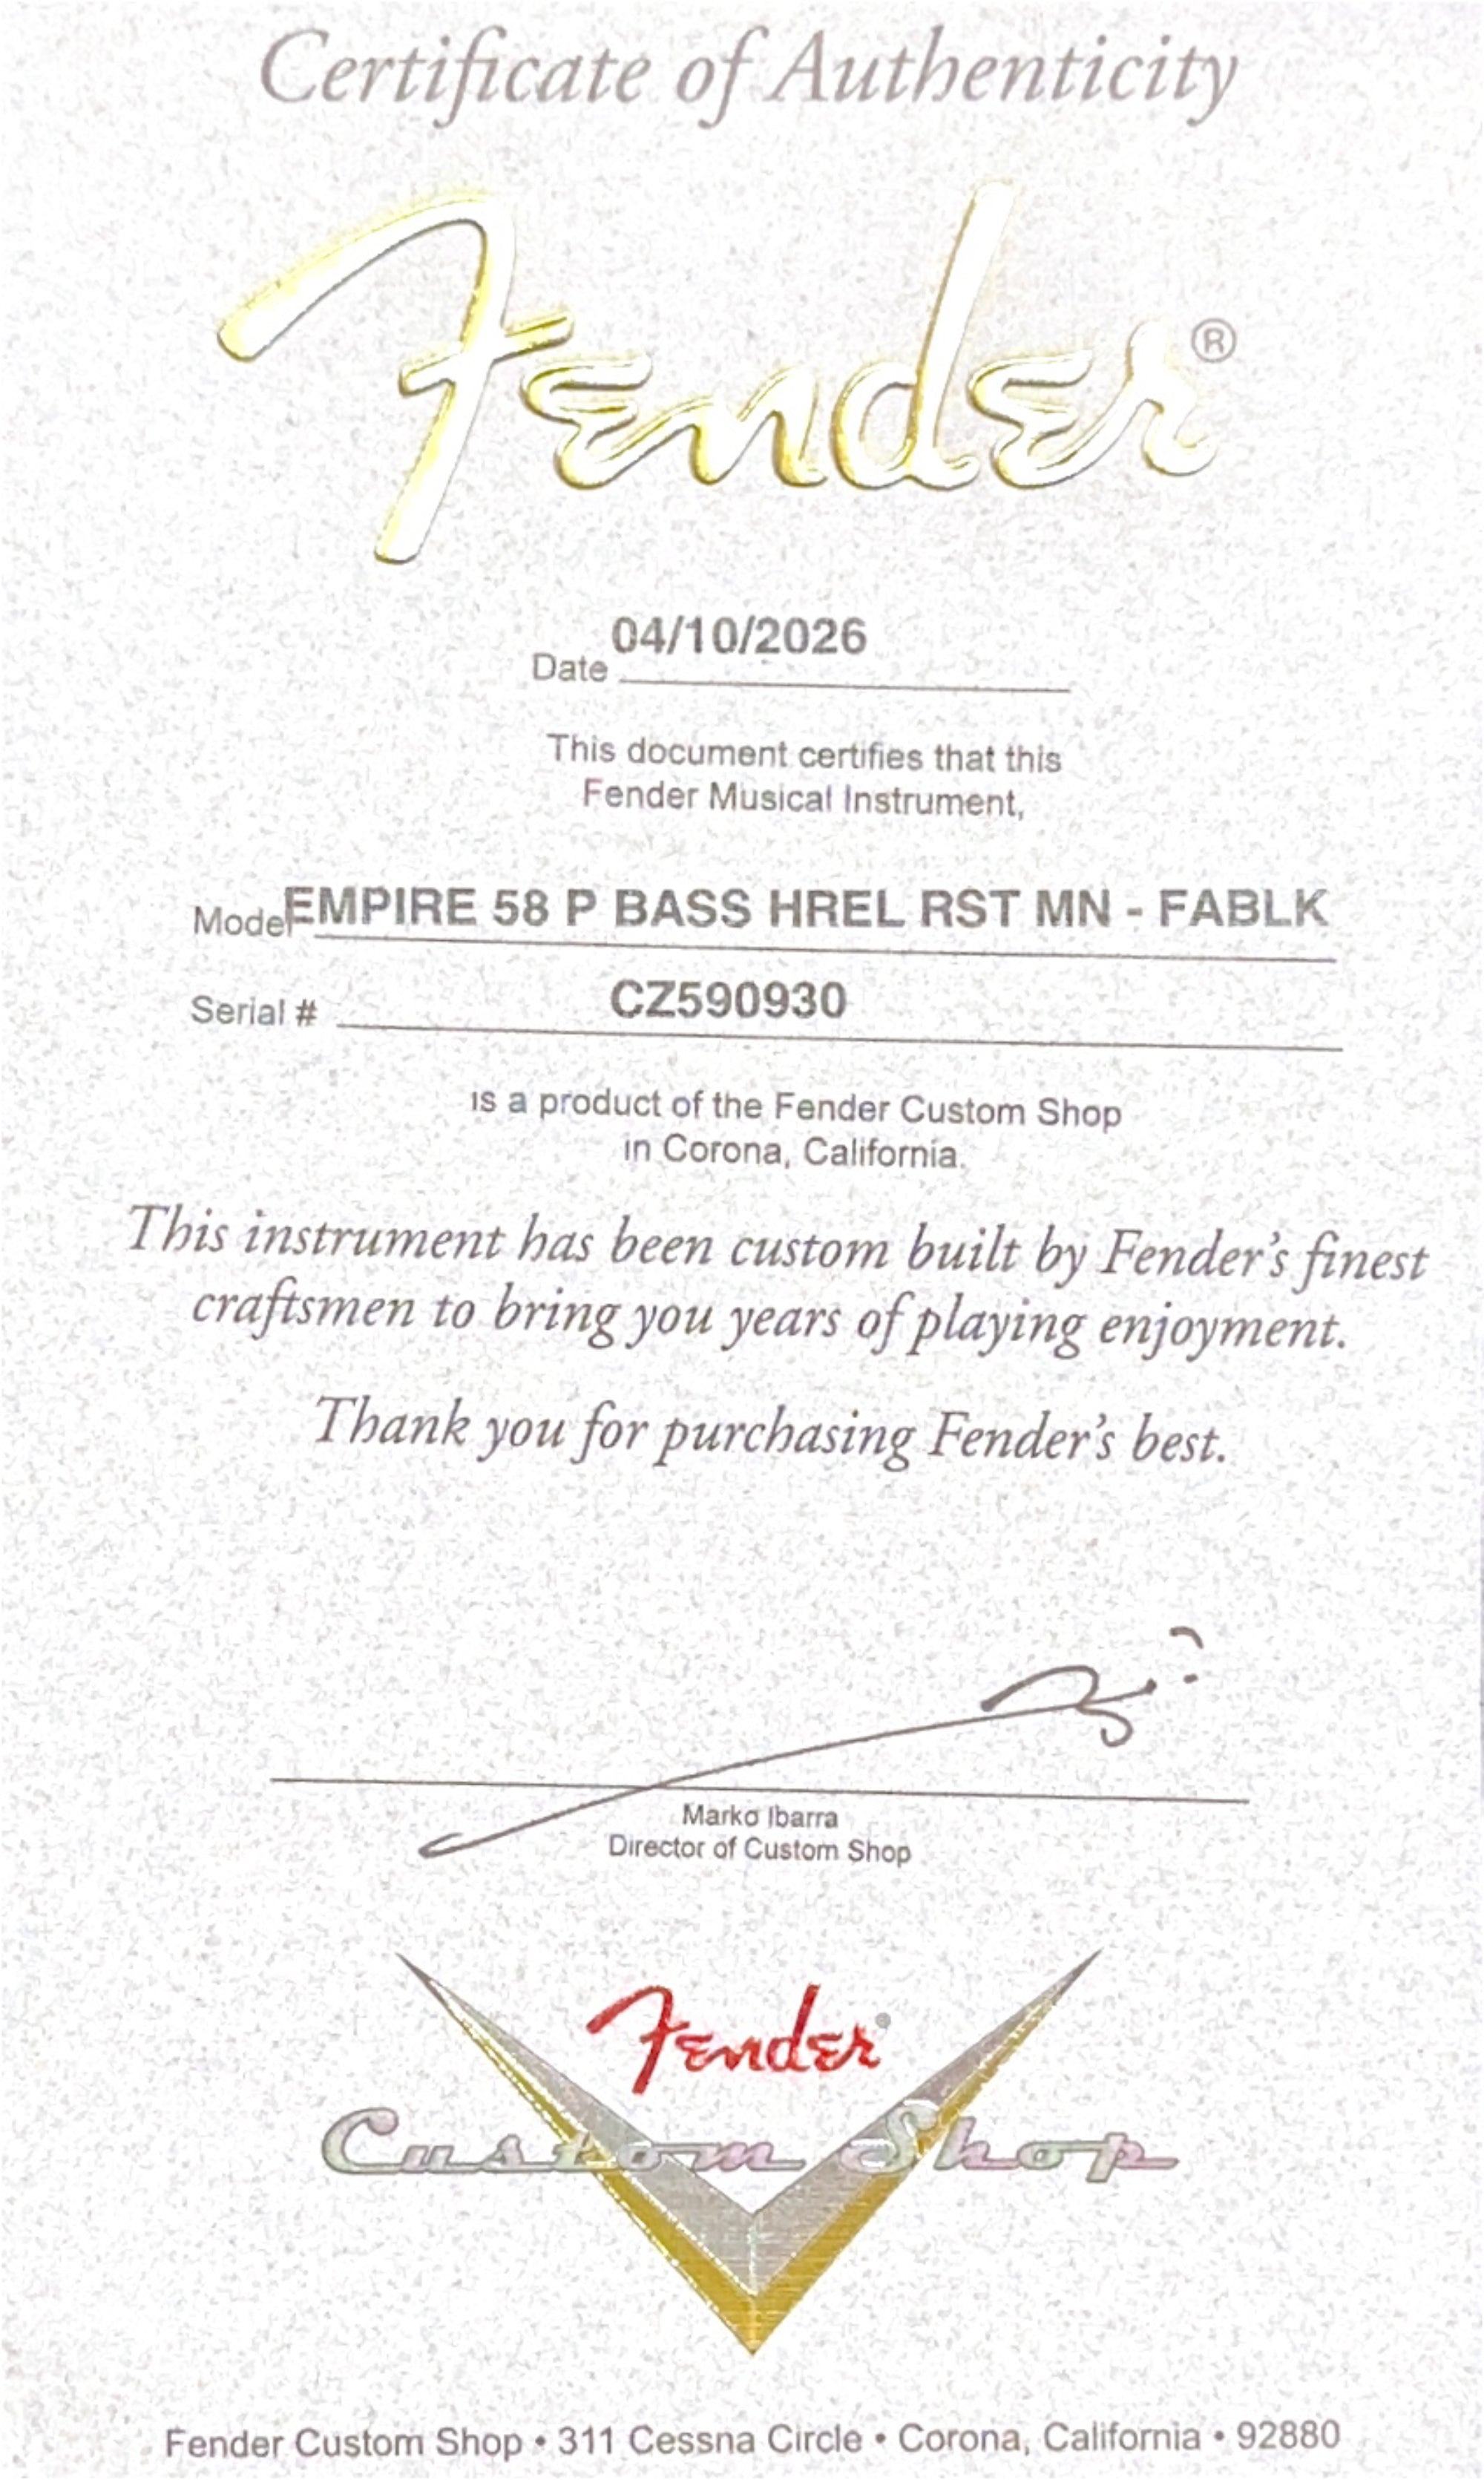 Certificate of Authenticity
Fender®
Date 04/10/2026
This document certifies that this
Fender Musical Instrument,
Model EMPIRE 58 P BASS HREL RST MN - FABLK
Serial # CZ590930
is a product of the Fender Custom Shop
in Corona, California.
This instrument has been custom built by Fender's finest
craftsmen to bring you years of playing enjoyment.
Thank you for purchasing Fender's best.
Marko Ibarra
Director of Custom Shop
Fender®
Custom Shop
Fender Custom Shop • 311 Cessna Circle • Corona, California • 92880